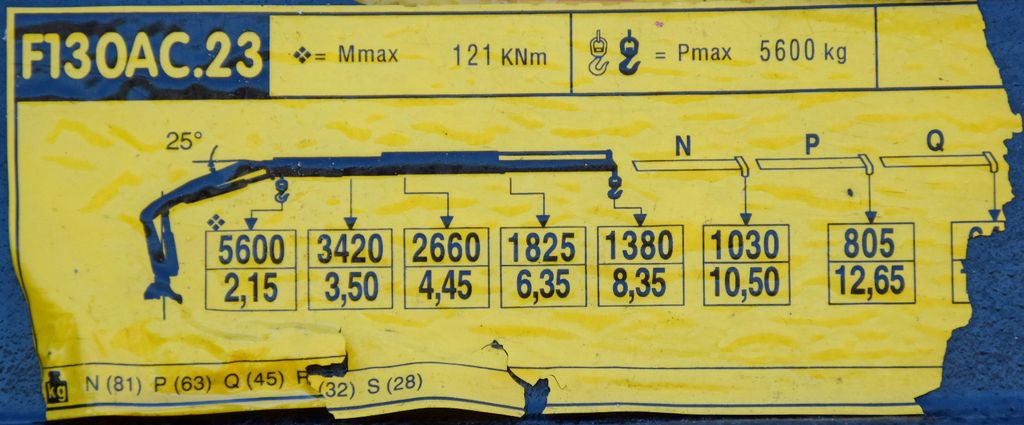 F130AC.23
= Mmax 121 KNm
= Pmax 5600 kg
25°
N P Q
5600 3420 2660 1825 1380 1030 805
2,15 3,50 4,45 6,35 8,35 10,50 12,65
kg N (81) P (63) Q (45) R (32) S (28)